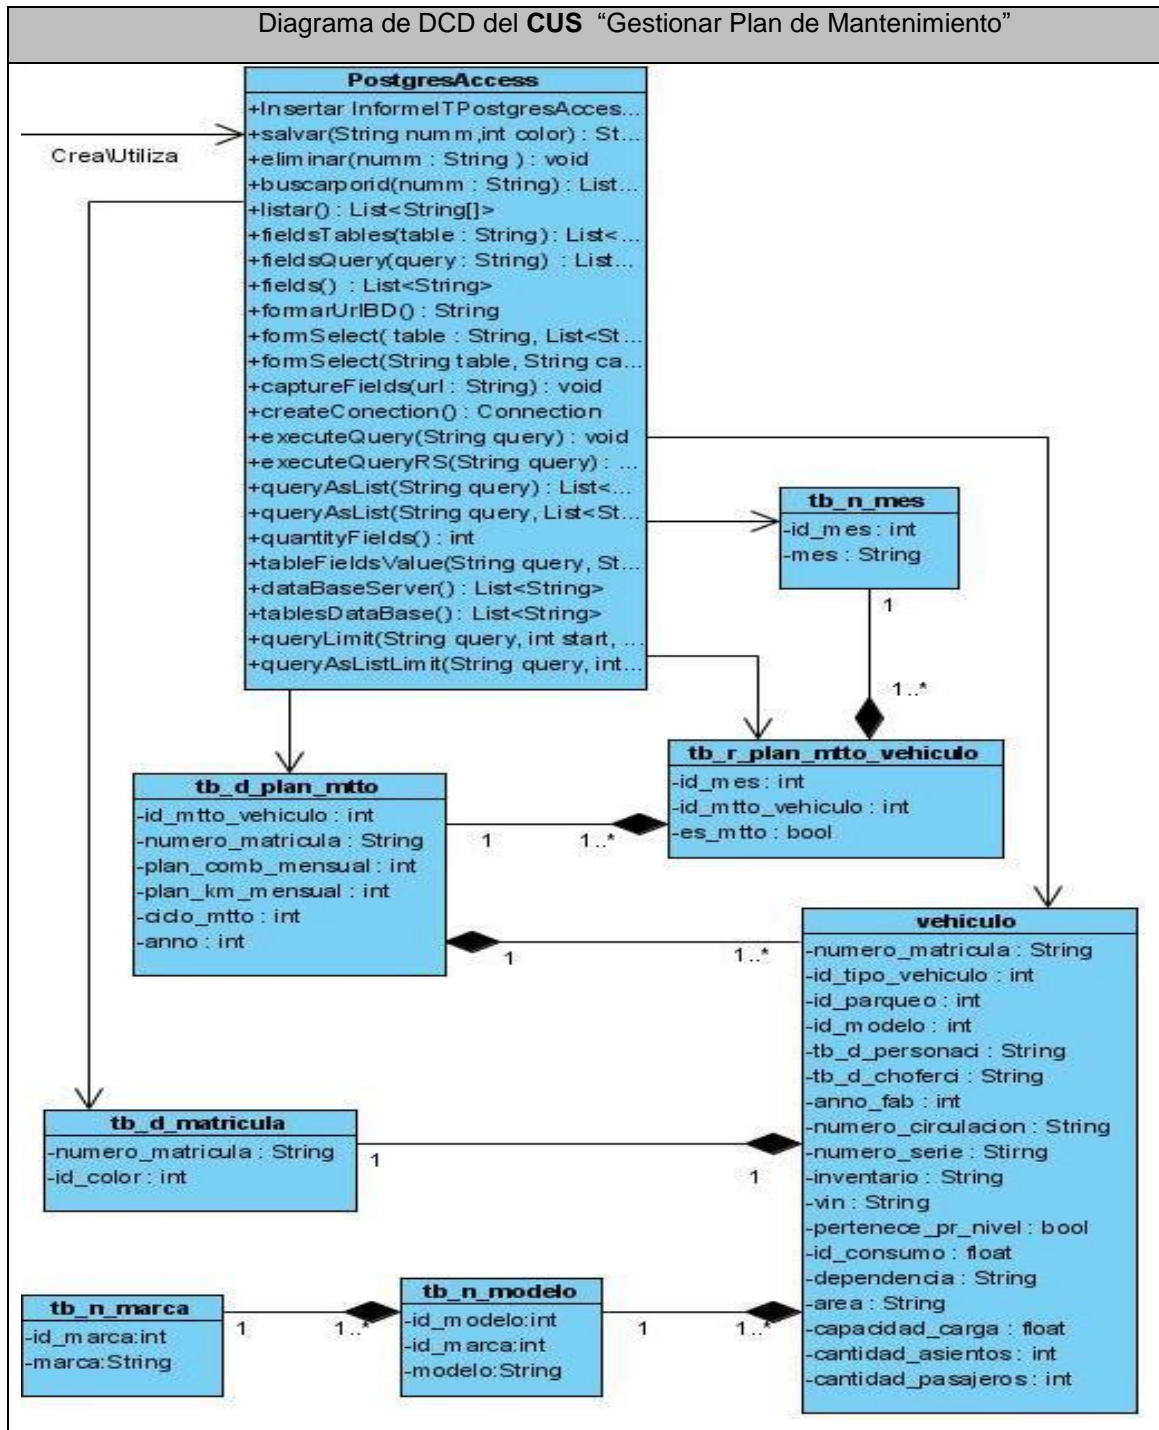 Diagrama de DCD del CUS “Gestionar Plan de Mantenimiento”
PostgresAccess
+Insertar InformeITPostgresAcces...
+salvar(String numm,int color) : St...
+eliminar(numm : String ) : void
+buscarporid(numm : String) : List...
+listar() : List<String[]>
+fieldsTables(table : String) : List< ...
+fieldsQuery(query : String) : List...
+fields() : List<String>
+formarUrlBD() : String
+formSelect( table : String, List<St ...
+formSelect(String table, String ca...
+captureFields(url : String) : void
+createConection() : Connection
+executeQuery(String query) : void
+executeQueryRS(String query) : ...
+queryAsList(String query) : List<...
+queryAsList(String query, List<St...
+quantityFields() : int
+tableFieldsValue(String query, St...
+dataBaseServer() : List<String>
+tablesDataBase() : List<String>
+queryLimit(String query, int start, ...
+queryAsListLimit(String query, int...
Crea\Utiliza
tb_n_mes
-id_mes : int
-mes : String
1
1..*
tb_r_plan_mtto_vehiculo
-id_mes : int
-id_mtto_vehiculo : int
-es_mtto : bool
tb_d_plan_mtto
-id_mtto_vehiculo : int
-numero_matricula : String
-plan_comb_mensual : int
-plan_km_mensual : int
-ciclo_mtto : int
-anno : int
1
1..*
1
1..*
vehiculo
-numero_matricula : String
-id_tipo_vehiculo : int
-id_parqueo : int
-id_modelo : int
-tb_d_personaci : String
-tb_d_choferci : String
-anno_fab : int
-numero_circulacion : String
-numero_serie : Stirng
-inventario : String
-vin : String
-pertenece_pr_nivel : bool
-id_consumo : float
-dependencia : String
-area : String
-capacidad_carga : float
-cantidad_asientos : int
-cantidad_pasajeros : int
tb_d_matricula
-numero_matricula : String
-id_color : int
1
1
tb_n_marca
-id_marca:int
-marca:String
1
1..*
tb_n_modelo
-id_modelo:int
-id_marca:int
-modelo:String
1
1..*